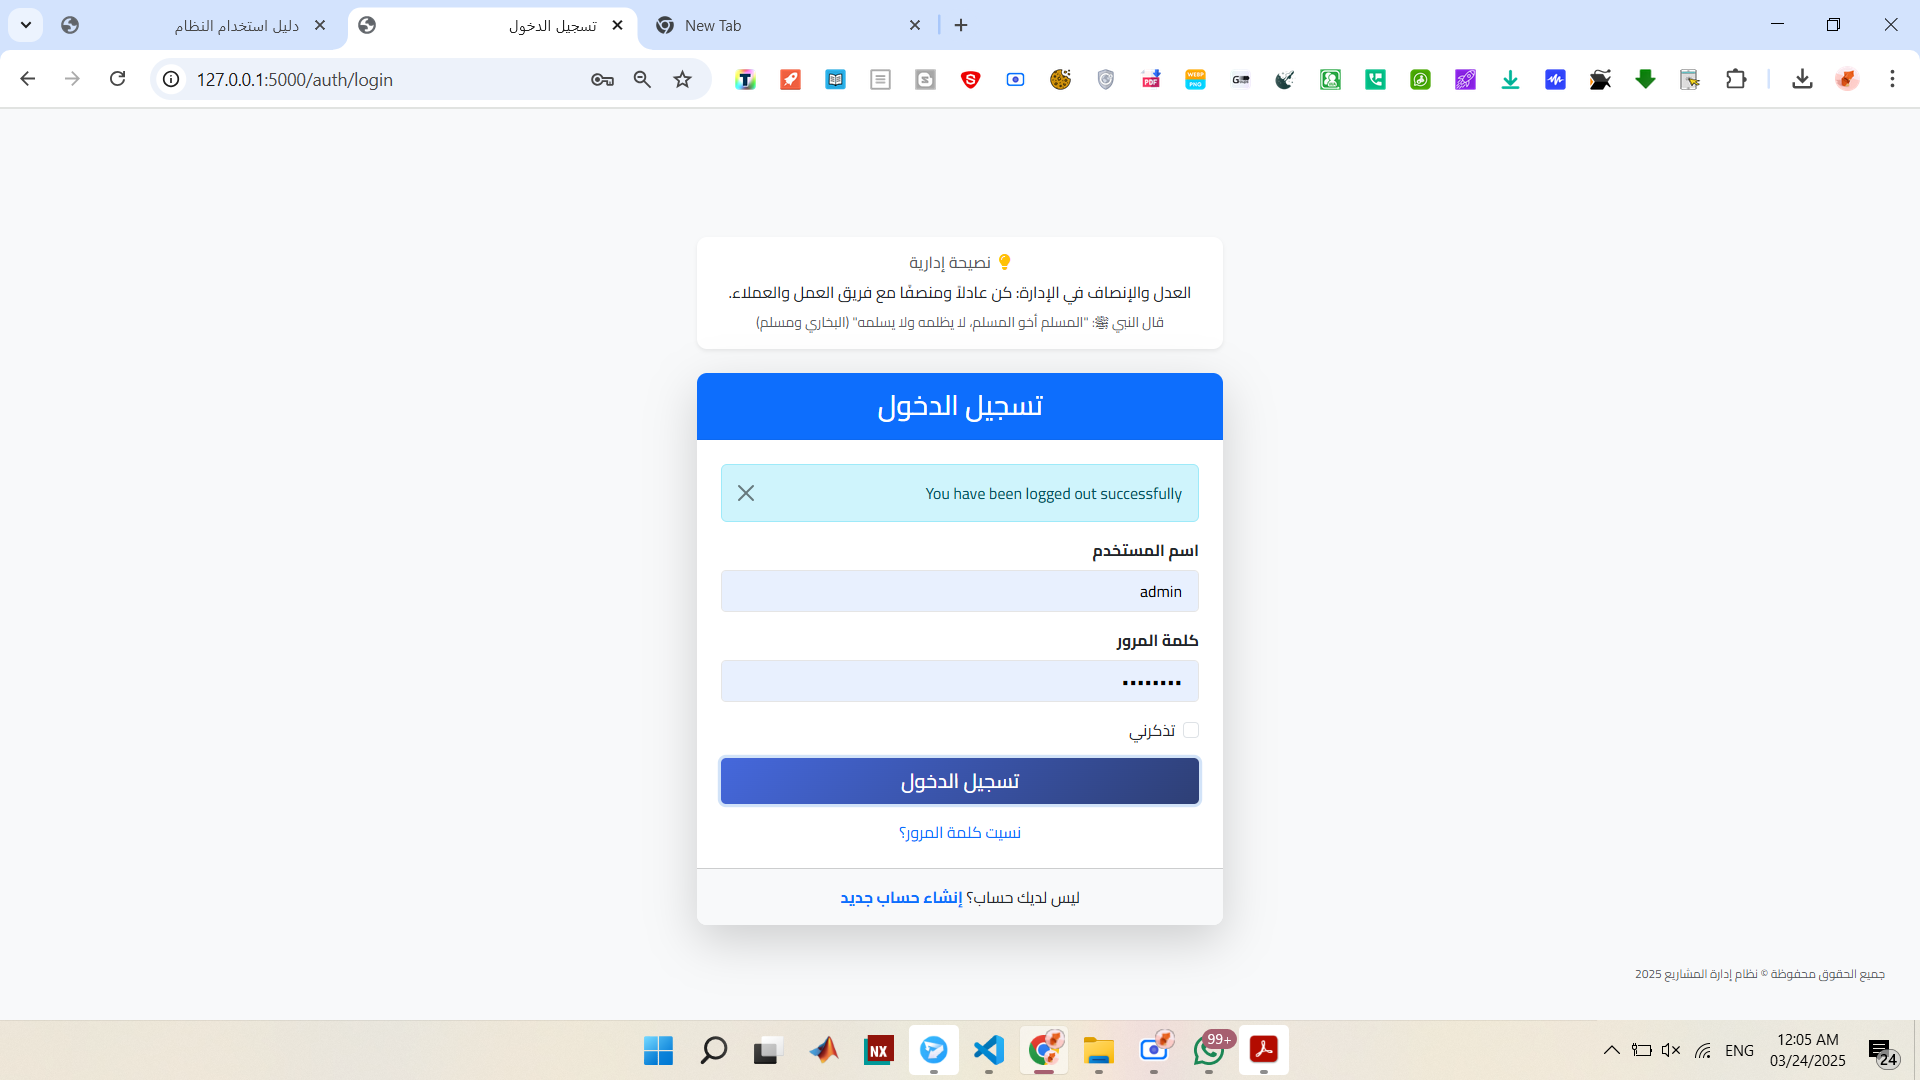 دليل استخدام النظام
تسجيل الدخول
New Tab
127.0.0.1:5000/auth/login
نصيحة إدارية
العدل والإنصاف في الإدارة: كن عادلاً ومنصفًا مع فريق العمل والعملاء.
قال النبي ﷺ: "المسلم أخو المسلم، لا يظلمه ولا يسلمه" (البخاري ومسلم)
تسجيل الدخول
You have been logged out successfully
اسم المستخدم
admin
كلمة المرور
تذكرني
تسجيل الدخول
نسيت كلمة المرور؟
ليس لديك حساب؟ إنشاء حساب جديد
جميع الحقوق محفوظة © نظام إدارة المشاريع 2025
NX
99+
ENG
12:05 AM
03/24/2025
24